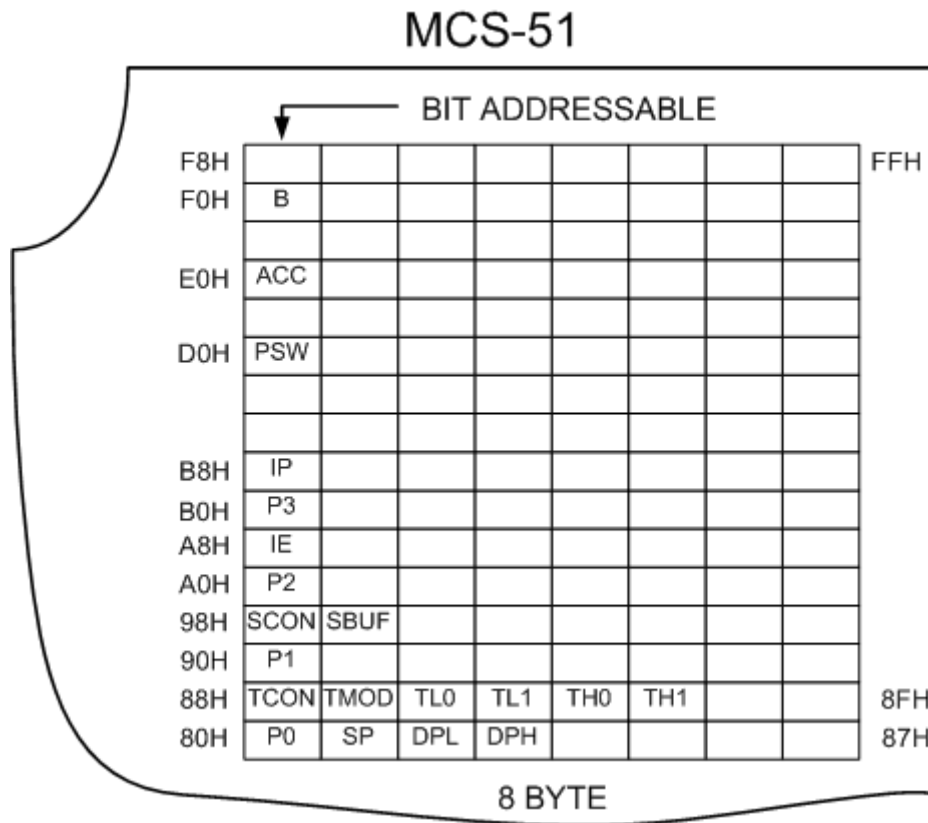 MCS-51
BIT ADDRESSABLE
F8H FFH
F0H B
E0H ACC
D0H PSW
B8H IP
B0H P3
A8H IE
A0H P2
98H SCON SBUF
90H P1
88H TCON TMOD TL0 TL1 TH0 TH1 8FH
80H P0 SP DPL DPH 87H
8 BYTE